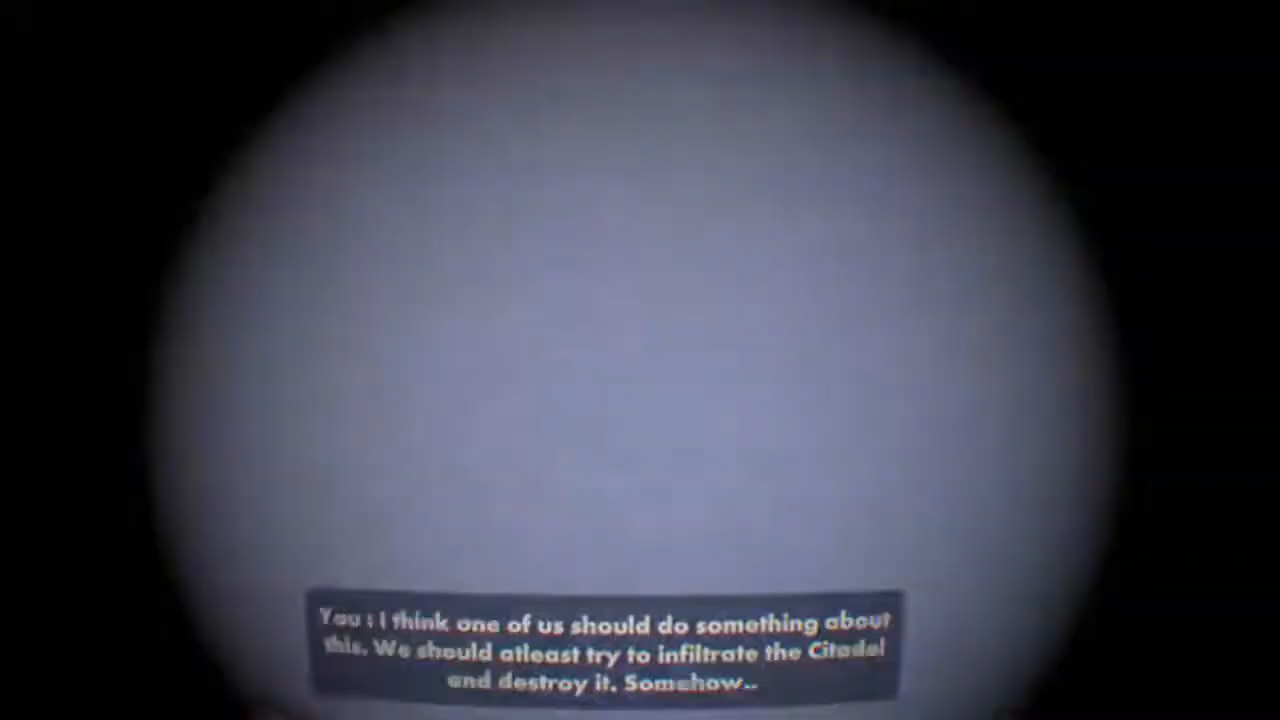 You : I think one of us should do something about
this. We should atleast try to infiltrate the Citadel
and destroy it. Somehow..